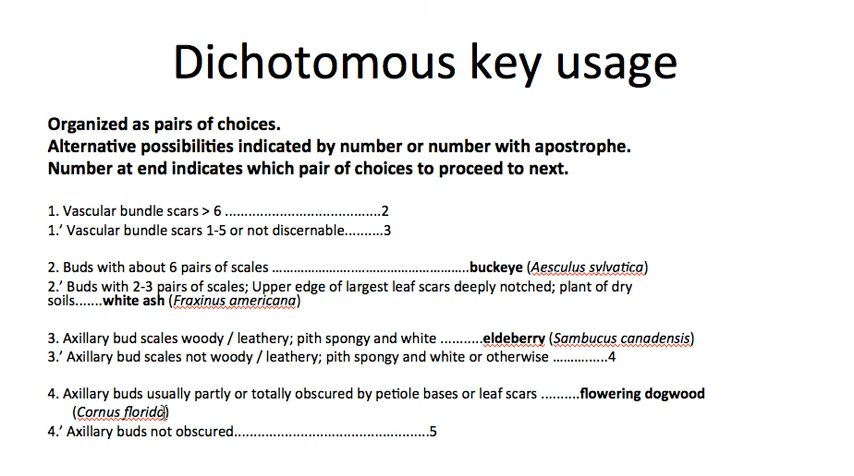 Dichotomous key usage
Organized as pairs of choices.
Alternative possibilities indicated by number or number with apostrophe.
Number at end indicates which pair of choices to proceed to next.
1. Vascular bundle scars > 6 ........................................2
1.’ Vascular bundle scars 1-5 or not discernable..........3
2. Buds with about 6 pairs of scales ……………………..…………………….buckeye (Aesculus sylvatica)
2.’ Buds with 2-3 pairs of scales; Upper edge of largest leaf scars deeply notched; plant of dry
soils.......white ash (Fraxinus americana)
3. Axillary bud scales woody / leathery; pith spongy and white ...........eldeberry (Sambucus canadensis)
3.’ Axillary bud scales not woody / leathery; pith spongy and white or otherwise …………..4
4. Axillary buds usually partly or totally obscured by petiole bases or leaf scars ..........flowering dogwood
(Cornus florida)
4.’ Axillary buds not obscured..................................................5